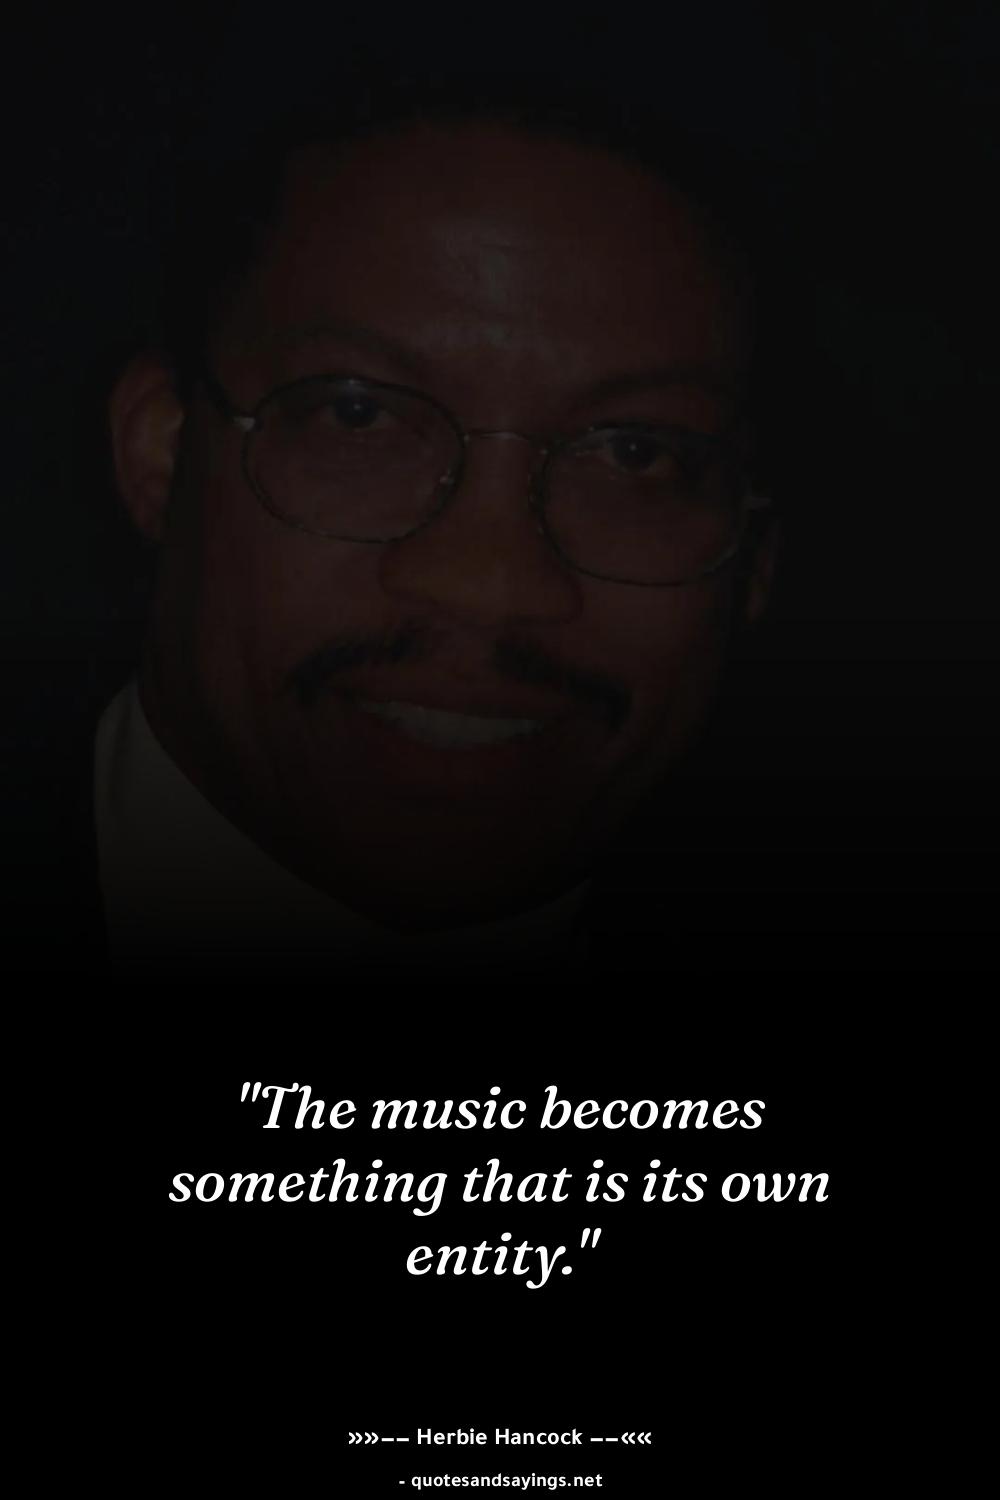 "The music becomes
something that is its own
entity."
»»−− Herbie Hancock −−««
- quotesandsayings.net